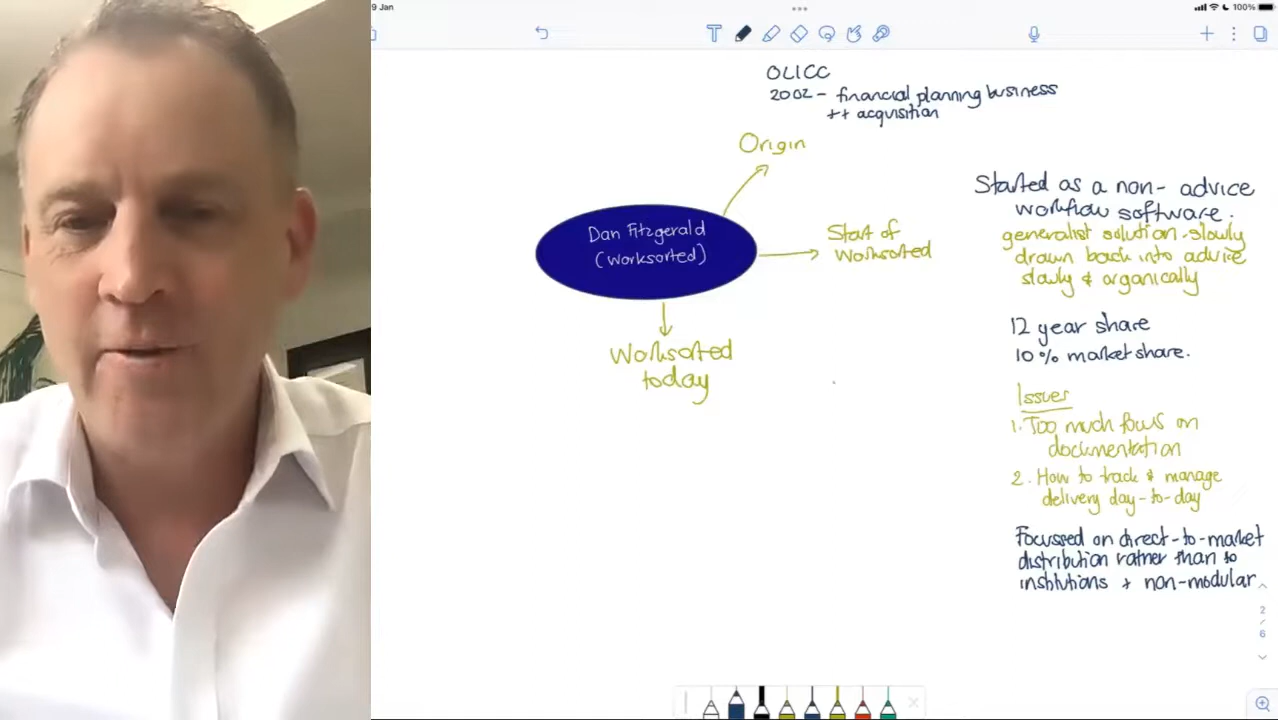 9 Jan
100%
OLICC
2002 - financial planning business
++ acquisition
Origin
Dan Fitzgerald
(Worksorted)
Start of
Worksorted
Worksorted
today
Started as a non-advice
workflow software.
generalist solution-slowly
drawn back into advice
slowly & organically
12 year share
10% market share.
Issues
1. Too much focus on
documentation
2. How to track & manage
delivery day-to-day
Focussed on direct-to-market
distribution rather than to
institutions + non-modular
2
/
6